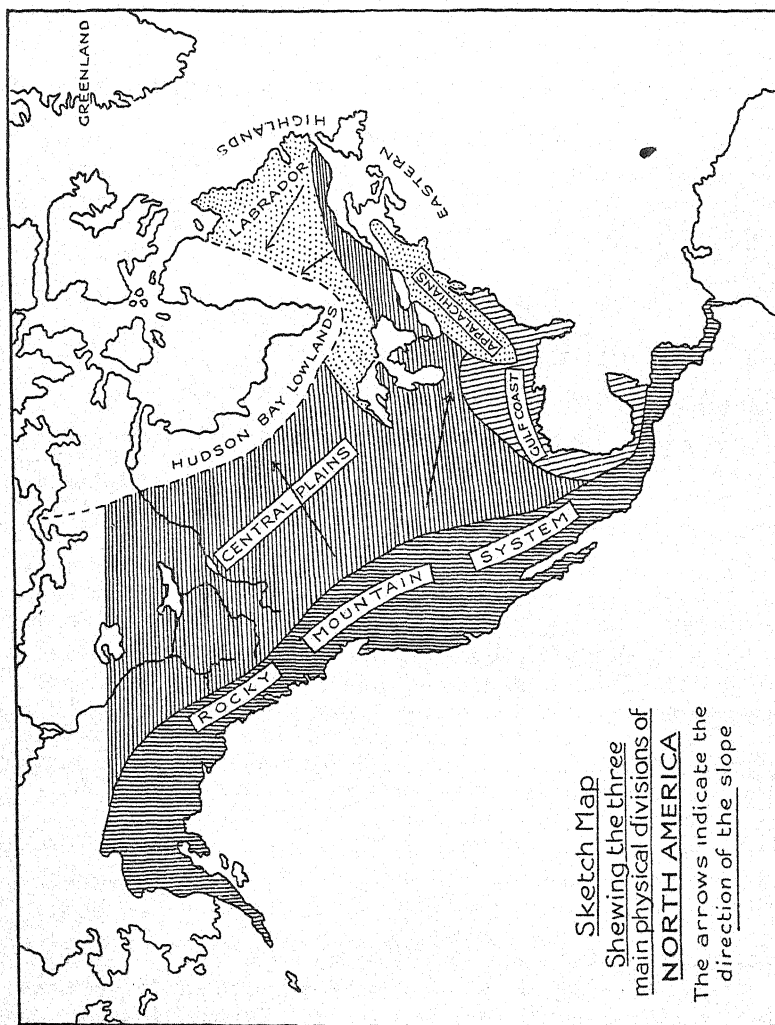 GREENLAND
HIGHLANDS
LABRADOR
EASTERN
HUDSON BAY LOWLANDS
APPALACHIANS
CENTRAL PLAINS
GULF COAST
ROCKY
MOUNTAIN
SYSTEM
Sketch Map
Shewing the three
main physical divisions of
NORTH AMERICA
The arrows indicate the
direction of the slope